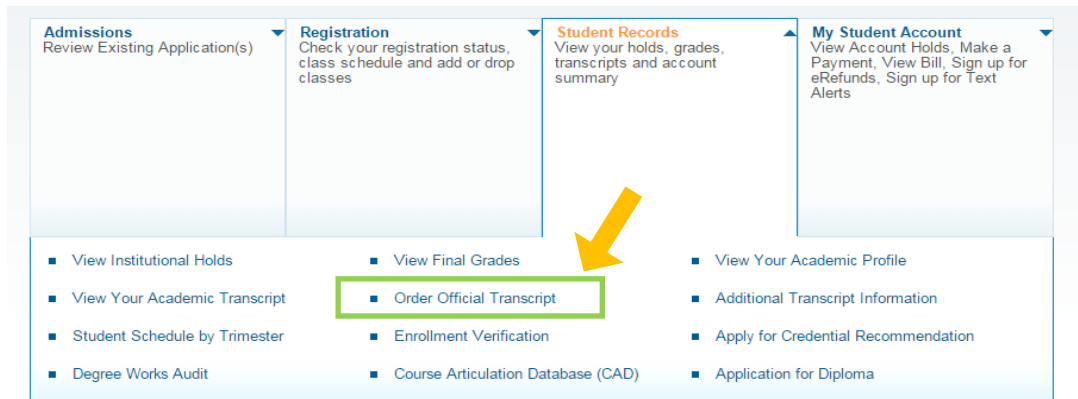 Admissions
Review Existing Application(s)
Registration
Check your registration status,
class schedule and add or drop
classes
Student Records
View your holds, grades,
transcripts and account
summary
My Student Account
View Account Holds, Make a
Payment, View Bill, Sign up for
eRefunds, Sign up for Text
Alerts
View Institutional Holds
View Final Grades
View Your Academic Profile
View Your Academic Transcript
Order Official Transcript
Additional Transcript Information
Student Schedule by Trimester
Enrollment Verification
Apply for Credential Recommendation
Degree Works Audit
Course Articulation Database (CAD)
Application for Diploma